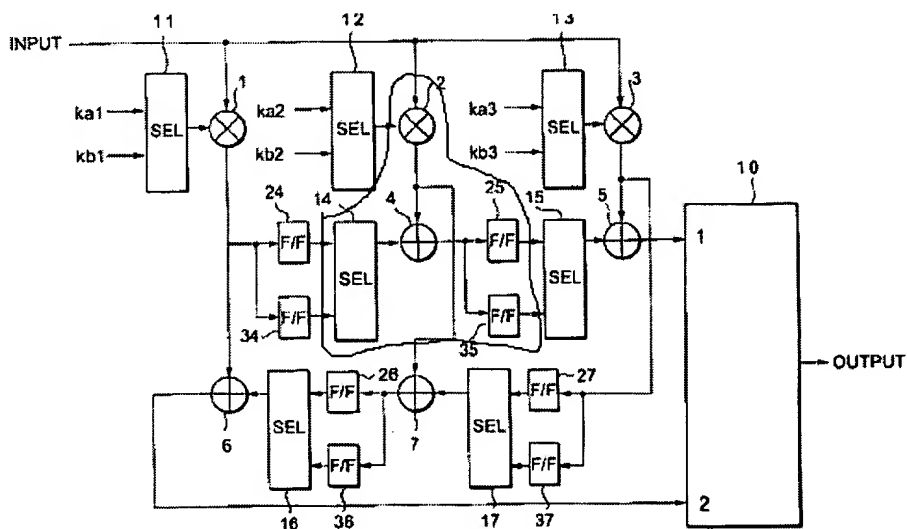 11 12 13
INPUT
1 2 3
ka1 SEL ka2 SEL ka3 SEL
kb1 kb2 kb3
10
24 14 4 25 15 5
F/F F/F 1
SEL SEL
F/F F/F
34 35
OUTPUT
26 27
F/F F/F
SEL SEL
6 7
F/F F/F
16 36 17 37
2